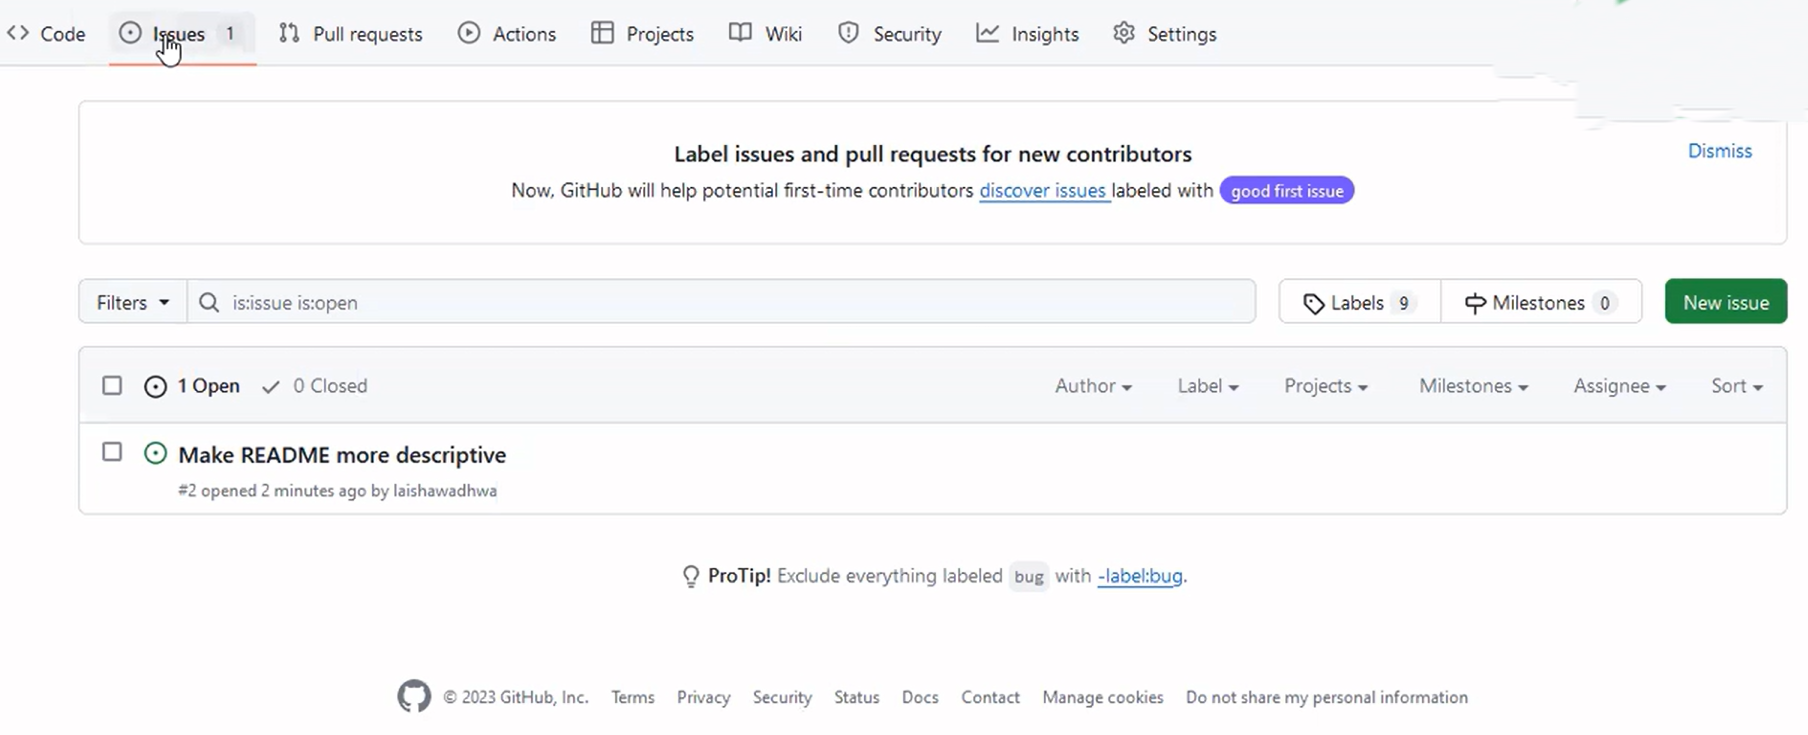 Code Issues 1 Pull requests Actions Projects Wiki Security Insights Settings
Label issues and pull requests for new contributors
Dismiss
Now, GitHub will help potential first-time contributors discover issues labeled with good first issue
Filters is:issue is:open Labels 9 Milestones 0 New issue
1 Open 0 Closed Author Label Projects Milestones Assignee Sort
Make README more descriptive
#2 opened 2 minutes ago by laishawadhwa
ProTip! Exclude everything labeled bug with -label:bug.
© 2023 GitHub, Inc. Terms Privacy Security Status Docs Contact Manage cookies Do not share my personal information